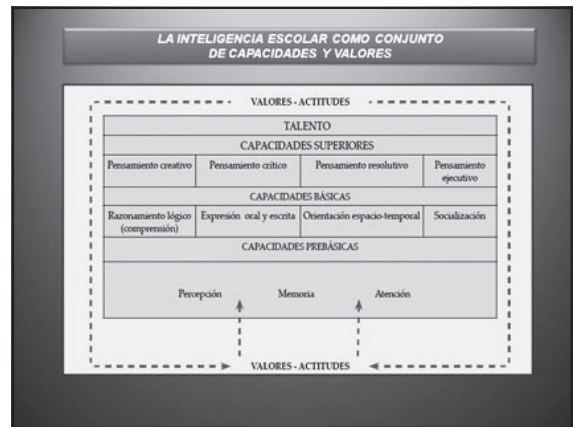 LA INTELIGENCIA ESCOLAR COMO CONJUNTO
DE CAPACIDADES Y VALORES
VALORES - ACTITUDES
TALENTO
CAPACIDADES SUPERIORES
Pensamiento creativo Pensamiento crítico Pensamiento resolutivo Pensamiento
ejecutivo
CAPACIDADES BÁSICAS
Razonamiento lógico Expresión oral y escrita Orientación espacio-temporal Socialización
(comprensión)
CAPACIDADES PREBÁSICAS
Percepción Memoria Atención
VALORES - ACTITUDES